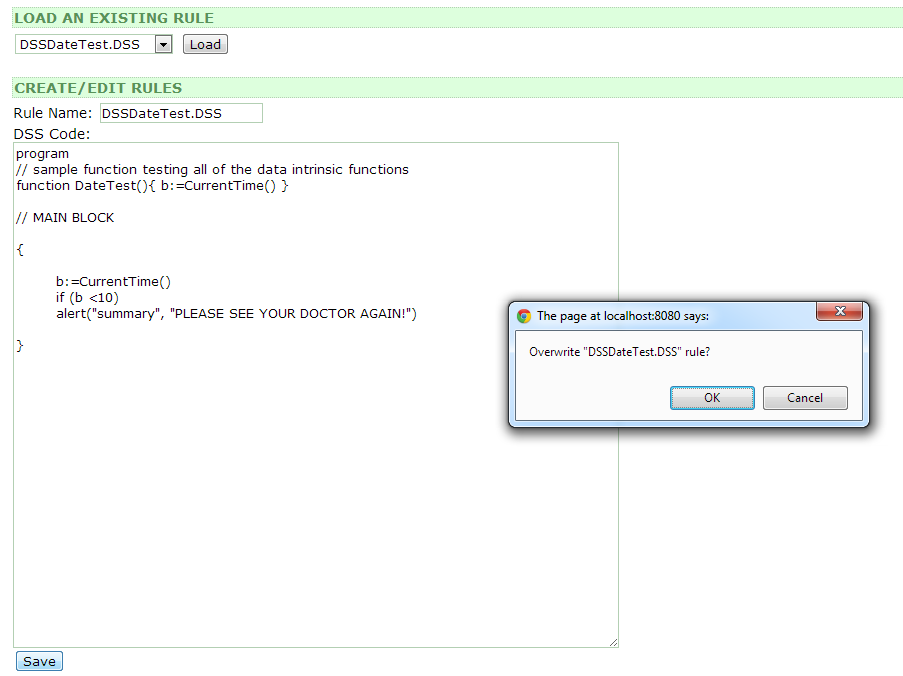 LOAD AN EXISTING RULE
DSSDateTest.DSS Load
CREATE/EDIT RULES
Rule Name: DSSDateTest.DSS
DSS Code:
program
// sample function testing all of the data intrinsic functions
function DateTest(){ b:=CurrentTime() }
// MAIN BLOCK
{
b:=CurrentTime()
if (b <10)
alert("summary", "PLEASE SEE YOUR DOCTOR AGAIN!")
}
The page at localhost:8080 says:
Overwrite "DSSDateTest.DSS" rule?
OK Cancel
Save